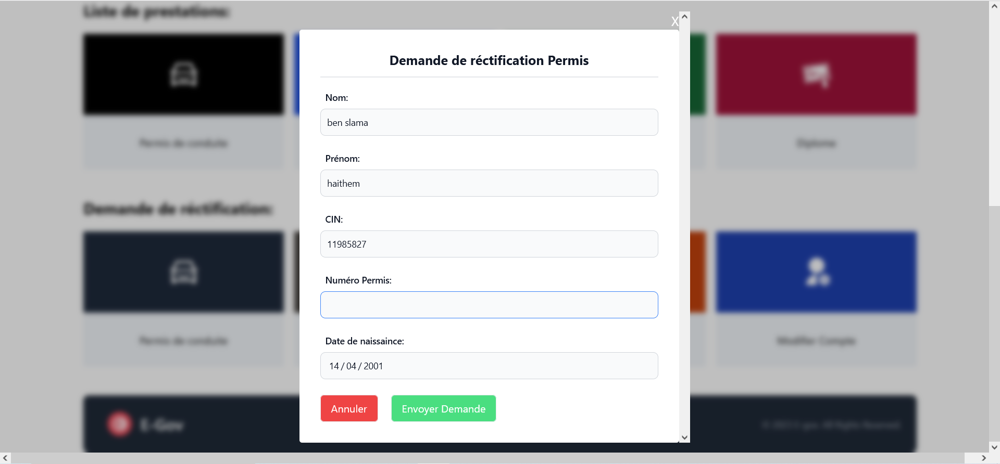 Liste de prestations:
X
Demande de réctification Permis
Nom:
ben slama
Prénom:
haithem
CIN:
11985827
Numéro Permis:
Date de naissaince:
14 / 04 / 2001
Annuler
Envoyer Demande
Permis de conduite
Diplome
Demande de réctification:
Permis de conduite
Modifier Compte
E-Gov